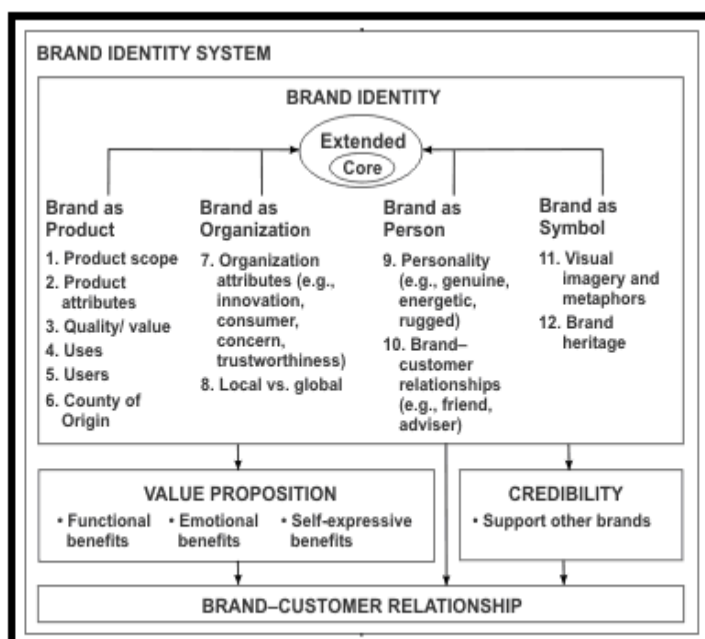 BRAND IDENTITY SYSTEM
BRAND IDENTITY
Extended
Core
Brand as
Product
1. Product scope
2. Product
attributes
3. Quality/ value
4. Uses
5. Users
6. County of
Origin
Brand as
Organization
7. Organization
attributes (e.g.,
innovation,
consumer,
concern,
trustworthiness)
8. Local vs. global
Brand as
Person
9. Personality
(e.g., genuine,
energetic,
rugged)
10. Brand–
customer
relationships
(e.g., friend,
adviser)
Brand as
Symbol
11. Visual
imagery and
metaphors
12. Brand
heritage
VALUE PROPOSITION
• Functional
benefits
• Emotional
benefits
• Self-expressive
benefits
CREDIBILITY
• Support other brands
BRAND–CUSTOMER RELATIONSHIP